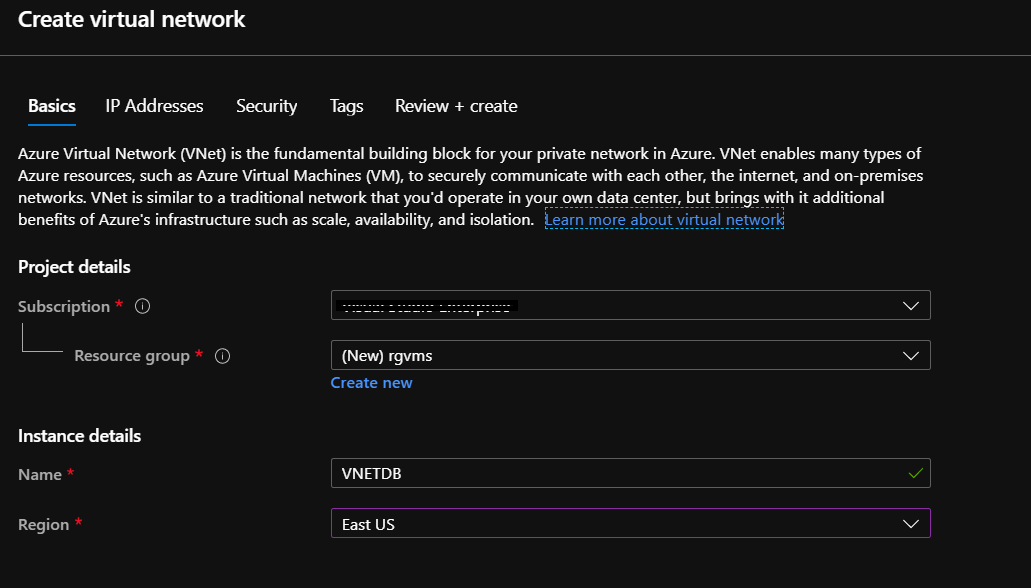 Create virtual network
Basics IP Addresses Security Tags Review + create
Azure Virtual Network (VNet) is the fundamental building block for your private network in Azure. VNet enables many types of
Azure resources, such as Azure Virtual Machines (VM), to securely communicate with each other, the internet, and on-premises
networks. VNet is similar to a traditional network that you'd operate in your own data center, but brings with it additional
benefits of Azure's infrastructure such as scale, availability, and isolation. Learn more about virtual network
Project details
Subscription *
Resource group * (New) rgvms
Create new
Instance details
Name * VNETDB
Region * East US